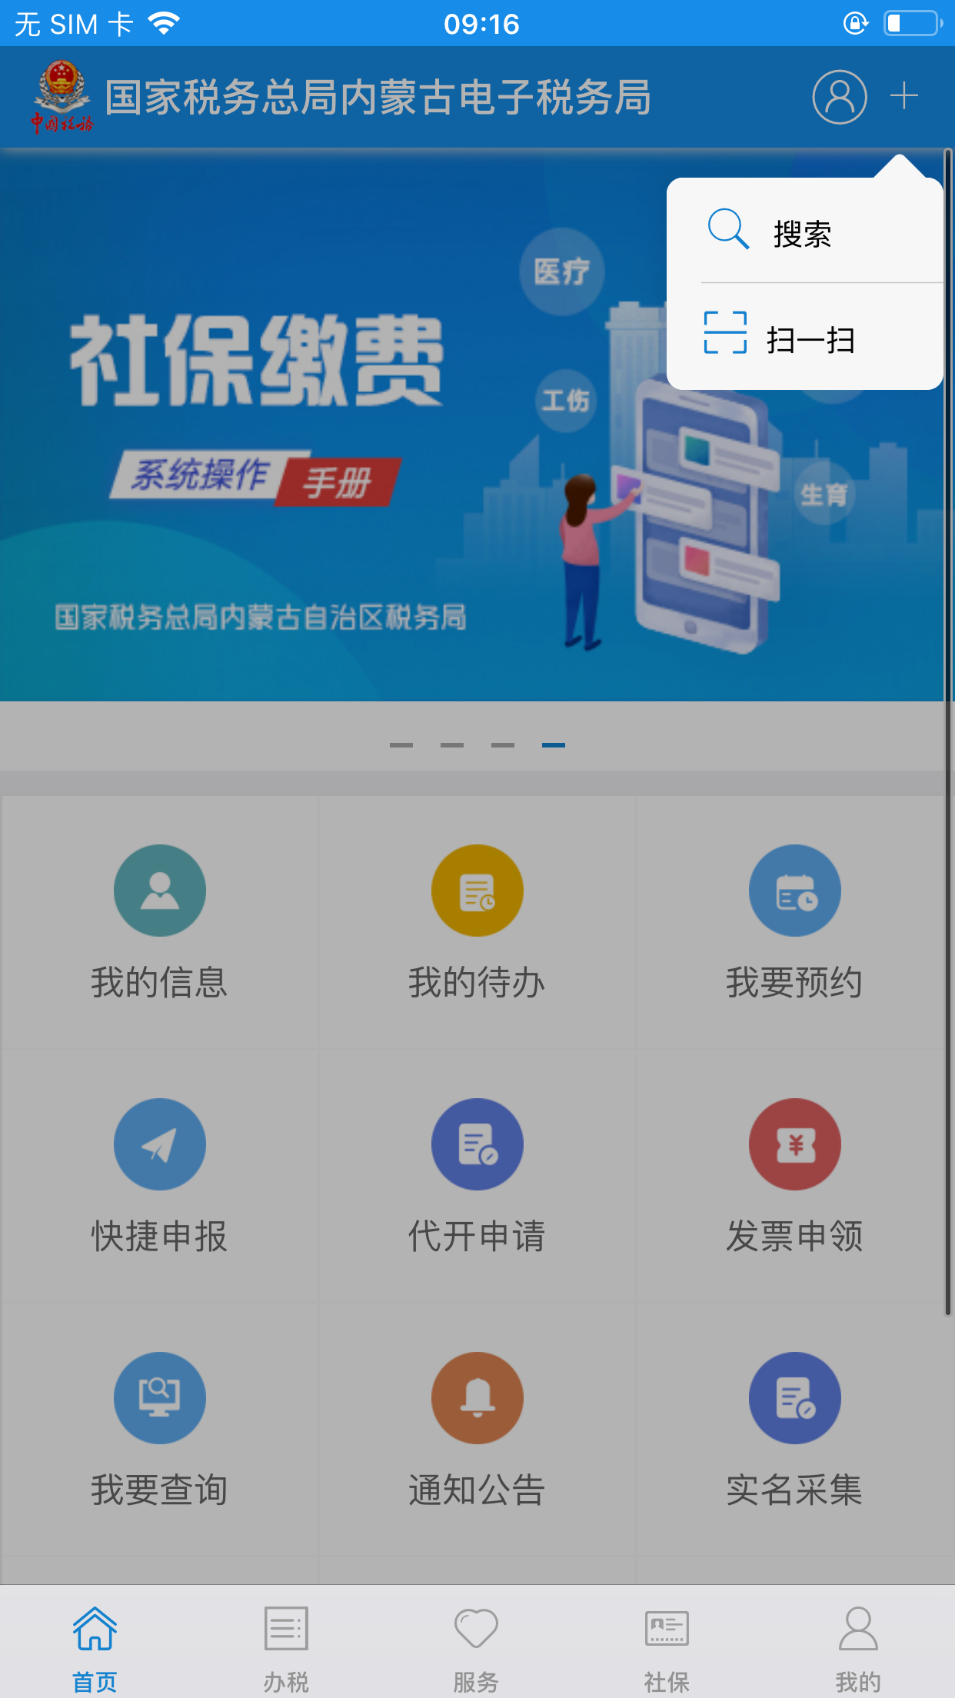 无 SIM 卡
09:16
国家税务总局内蒙古电子税务局
中国税务
搜索
扫一扫
医疗
社保缴费
工伤
系统操作
手册
生育
国家税务总局内蒙古自治区税务局
我的信息
我的待办
我要预约
快捷申报
代开申请
发票申领
我要查询
通知公告
实名采集
首页
办税
服务
社保
我的